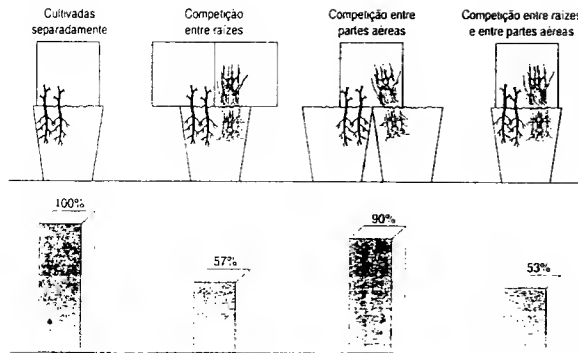 Cultivadas
separadamente
Competição
entre raízes
Competição entre
partes aéreas
Competição entre raízes
e entre partes aéreas
100%
57%
90%
53%